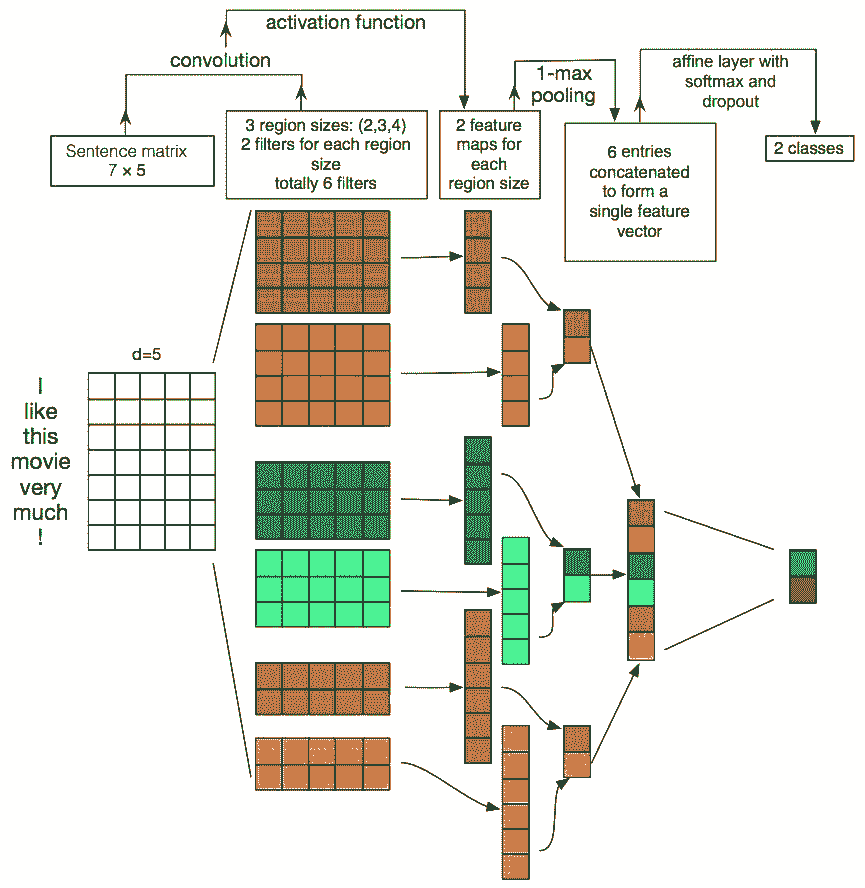 activation function
convolution
1-max
pooling
affine layer with
softmax and
dropout
Sentence matrix
7 × 5
3 region sizes: (2,3,4)
2 filters for each region
size
totally 6 filters
2 feature
maps for
each
region size
6 entries
concatenated
to form a
single feature
vector
2 classes
d=5
I
like
this
movie
very
much
!